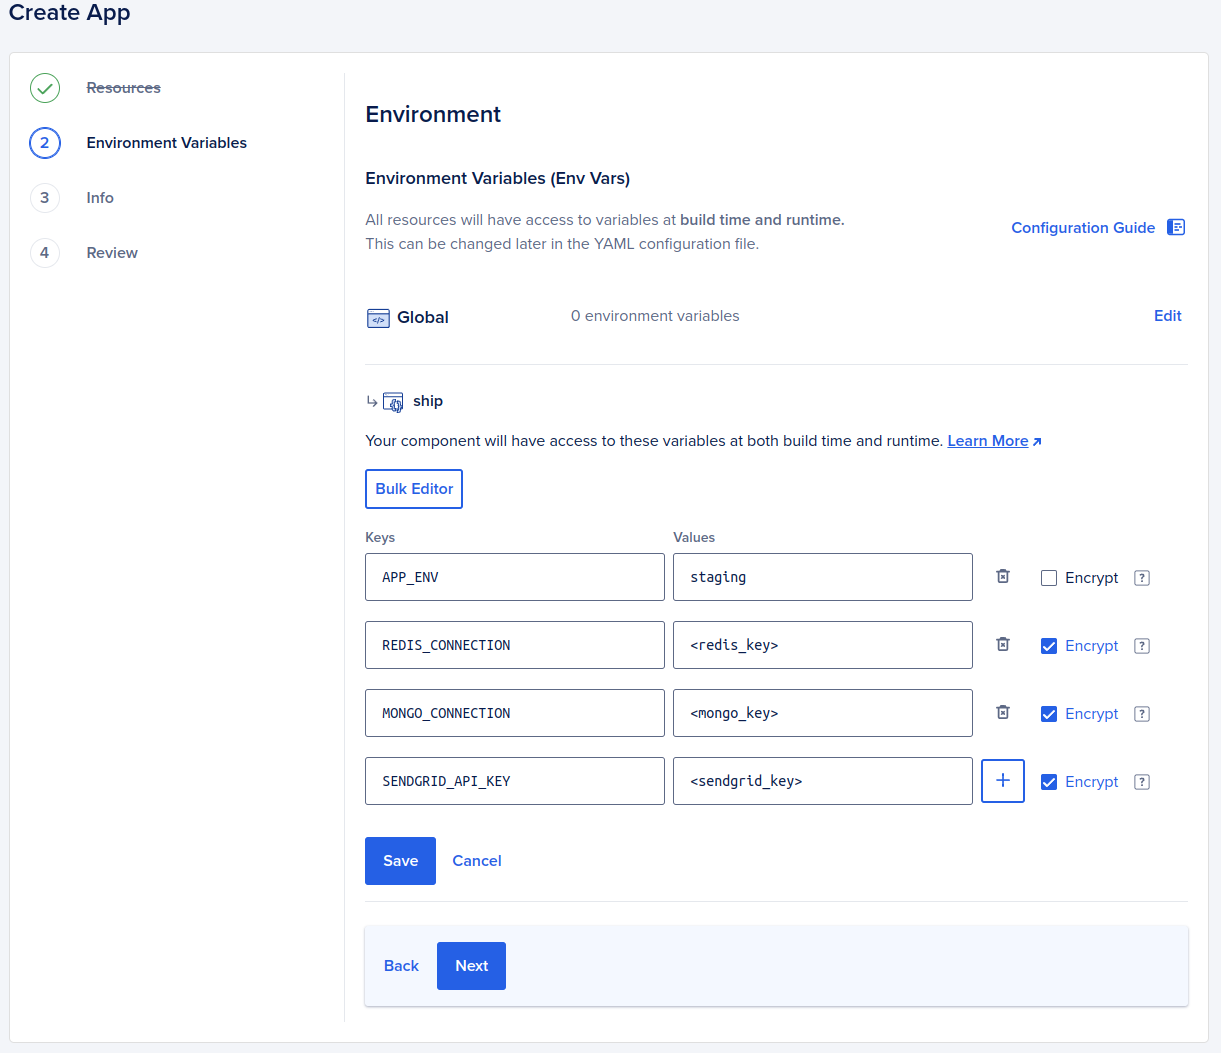 Create App
Resources
2 Environment Variables
3 Info
4 Review
Environment
Environment Variables (Env Vars)
All resources will have access to variables at build time and runtime.
This can be changed later in the YAML configuration file.
Configuration Guide
</> Global 0 environment variables Edit
ship
Your component will have access to these variables at both build time and runtime. Learn More
Bulk Editor
Keys Values
APP_ENV staging Encrypt ?
REDIS_CONNECTION <redis_key> Encrypt ?
MONGO_CONNECTION <mongo_key> Encrypt ?
SENDGRID_API_KEY <sendgrid_key> + Encrypt ?
Save Cancel
Back Next